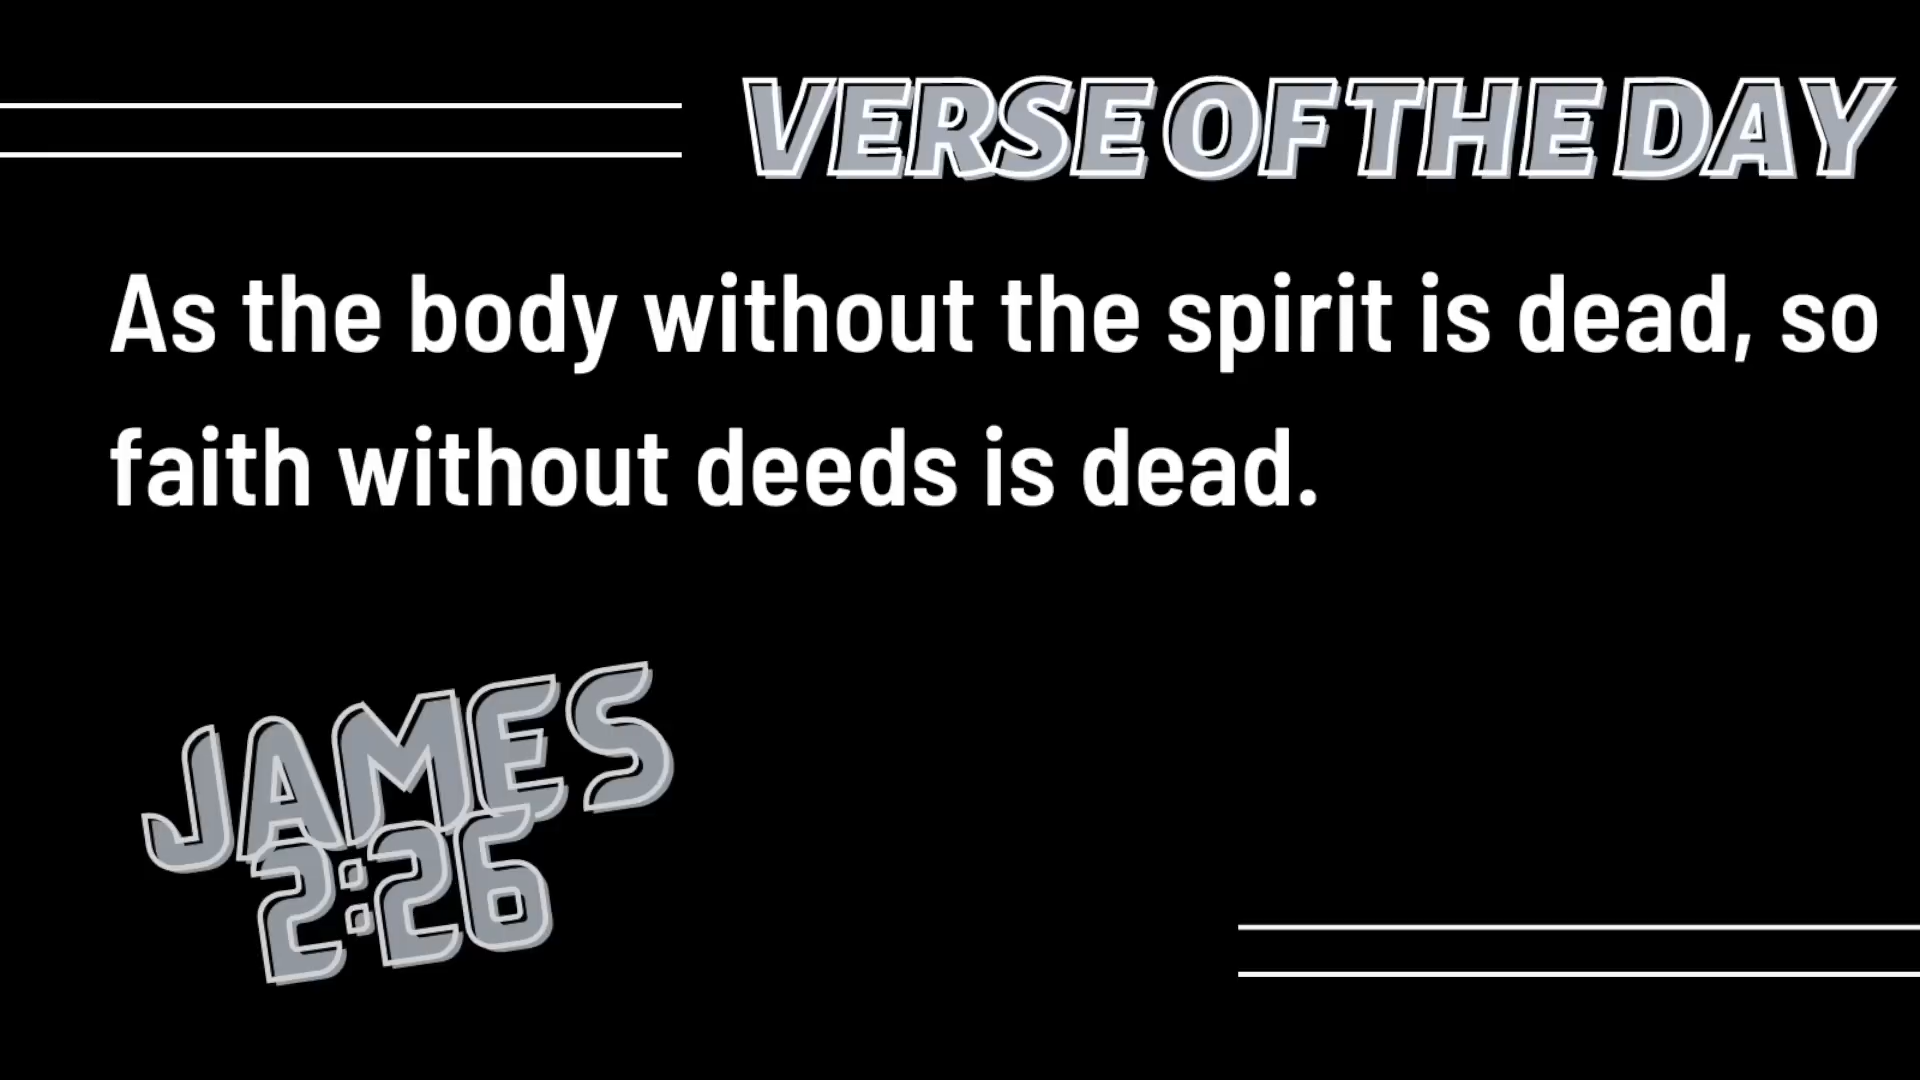 VERSE OF THE DAY
As the body without the spirit is dead, so
faith without deeds is dead.
JAMES
2:26